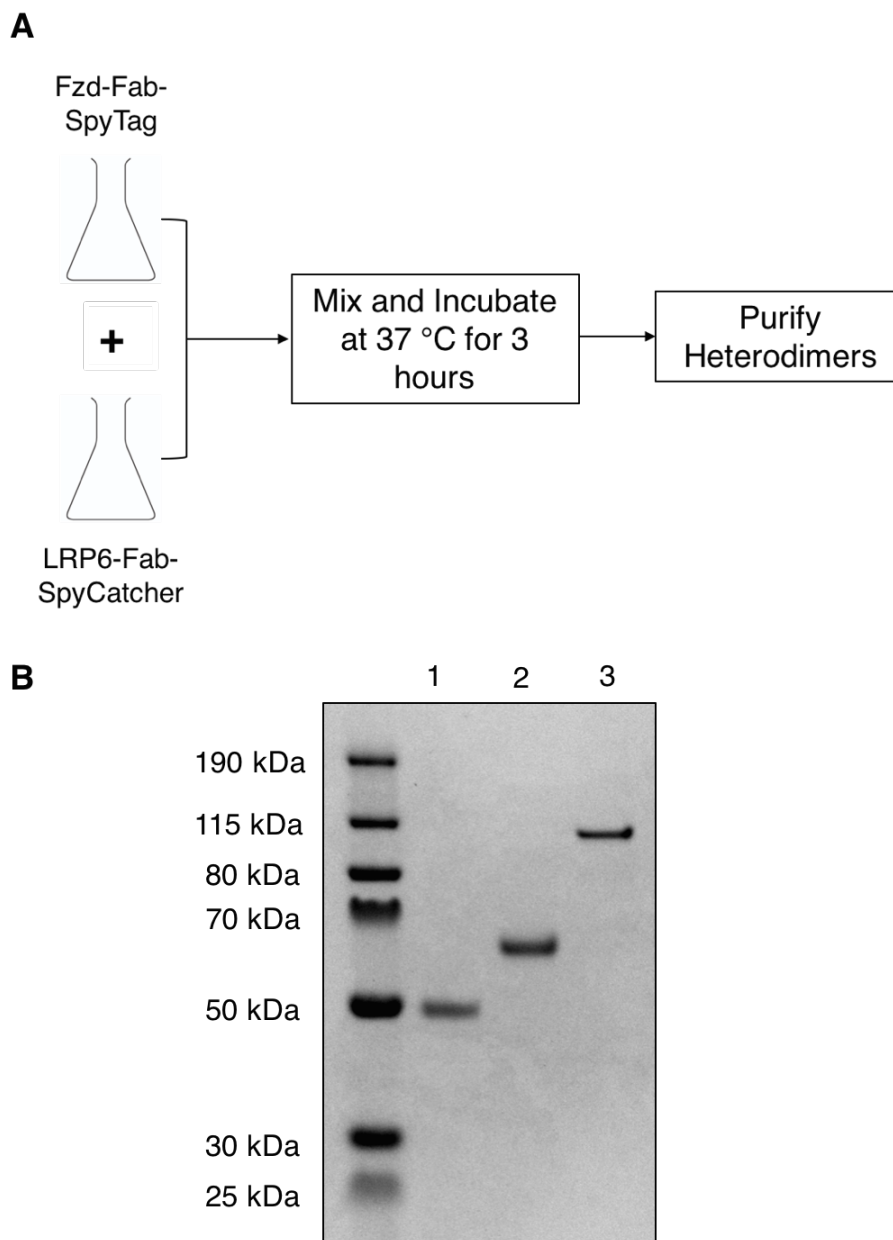 A
Fzd-Fab-
SpyTag
+
LRP6-Fab-
SpyCatcher
Mix and Incubate
at 37 °C for 3
hours
Purify
Heterodimers
B
1 2 3
190 kDa
115 kDa
80 kDa
70 kDa
50 kDa
30 kDa
25 kDa